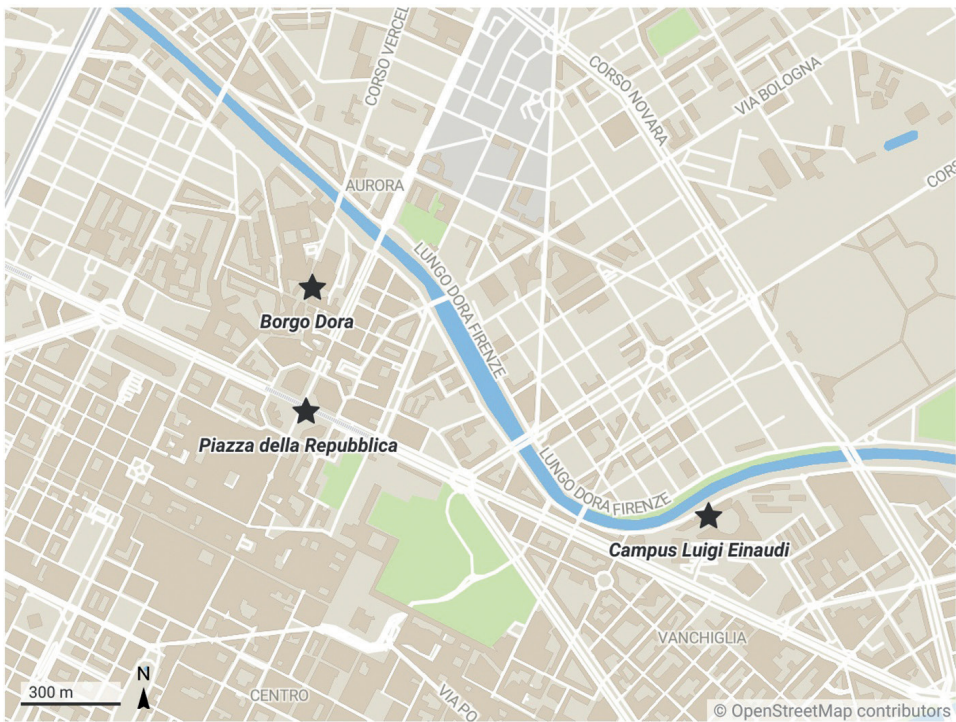 CORSO VERCEL
CORSO NOVARA
VIA BOLOGNA
CORS
AURORA
LUNGO DORA FIRENZE
Borgo Dora
Piazza della Repubblica
LUNGO DORA FIRENZE
Campus Luigi Einaudi
VANCHIGLIA
N
300 m
CENTRO
VIA PO
© OpenStreetMap contributors